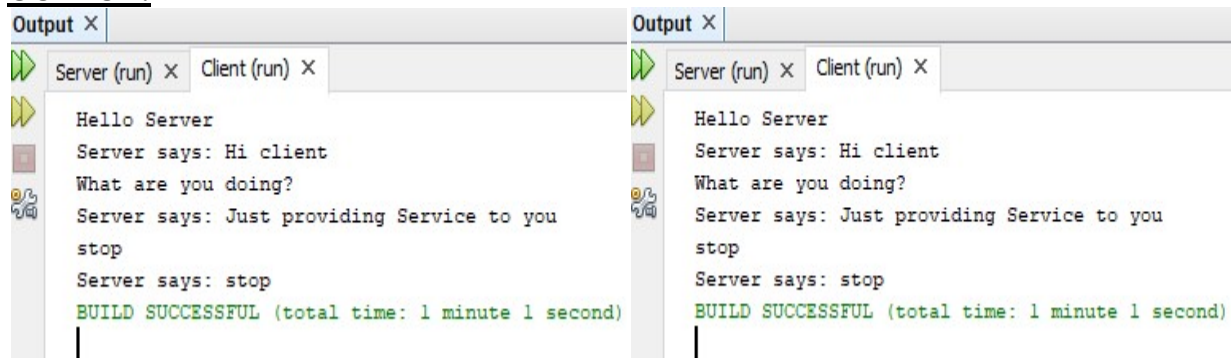 Output ×
Server (run) × Client (run) ×
Hello Server
Server says: Hi client
What are you doing?
Server says: Just providing Service to you
stop
Server says: stop
BUILD SUCCESSFUL (total time: 1 minute 1 second)
Output ×
Server (run) × Client (run) ×
Hello Server
Server says: Hi client
What are you doing?
Server says: Just providing Service to you
stop
Server says: stop
BUILD SUCCESSFUL (total time: 1 minute 1 second)